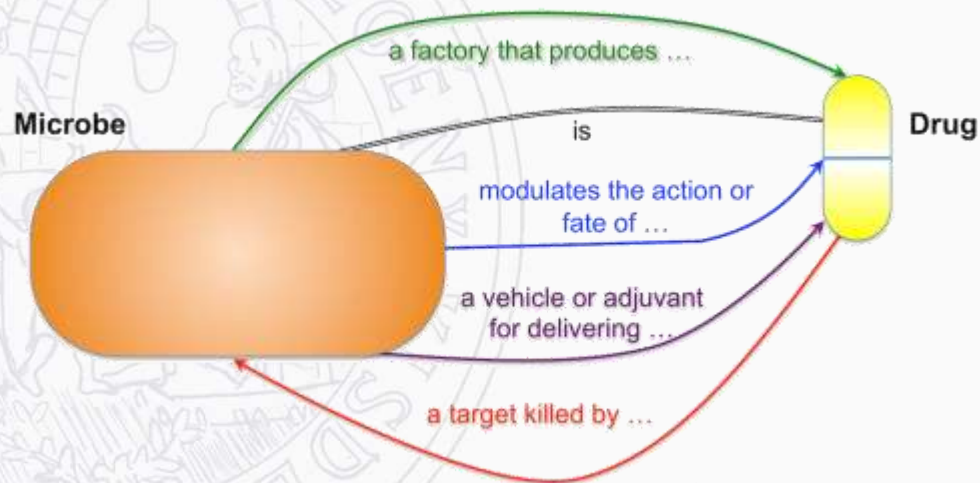 a factory that produces …
Microbe
Drug
is
modulates the action or
fate of …
a vehicle or adjuvant
for delivering …
a target killed by …